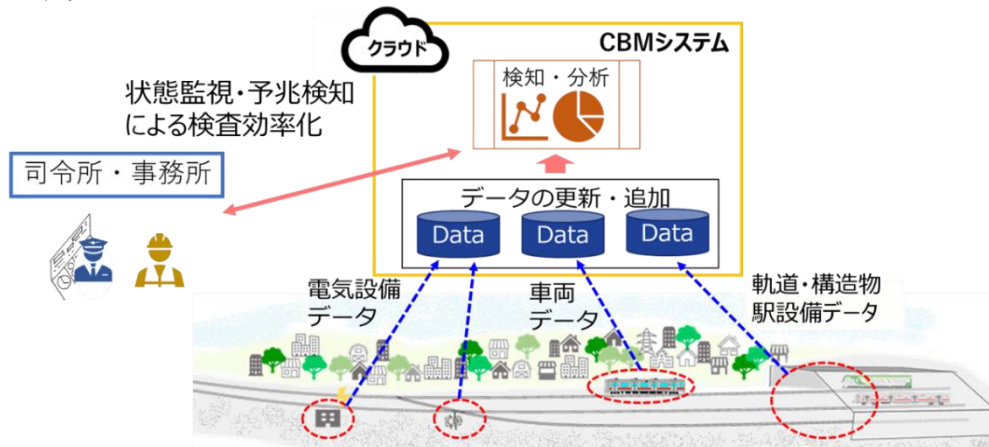 クラウド
CBMシステム
検知・分析
状態監視・予兆検知
による検査効率化
司令所・事務所
データの更新・追加
Data
Data
Data
電気設備
データ
車両
データ
軌道・構造物
駅設備データ